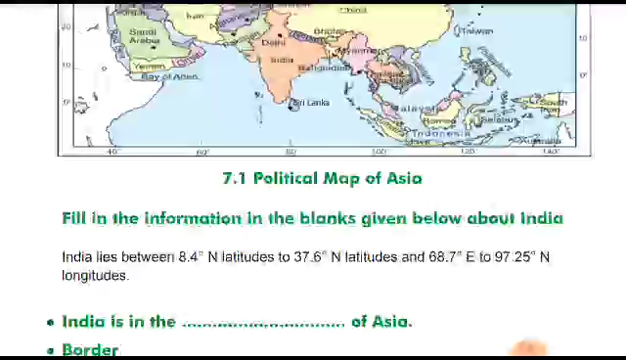 China
Iran
Saudi
Arabia
Delhi
Bhutan
Taiwan
Myanmar
India
Yemen
Bay of Aden
Sri Lanka
Malaysia
Borneo
Indonesia
Australia
7.1 Political Map of Asia
Fill in the information in the blanks given below about India
India lies between 8.4° N latitudes to 37.6° N latitudes and 68.7° E to 97.25° N
longitudes.
• India is in the .............................. of Asia.
• Border